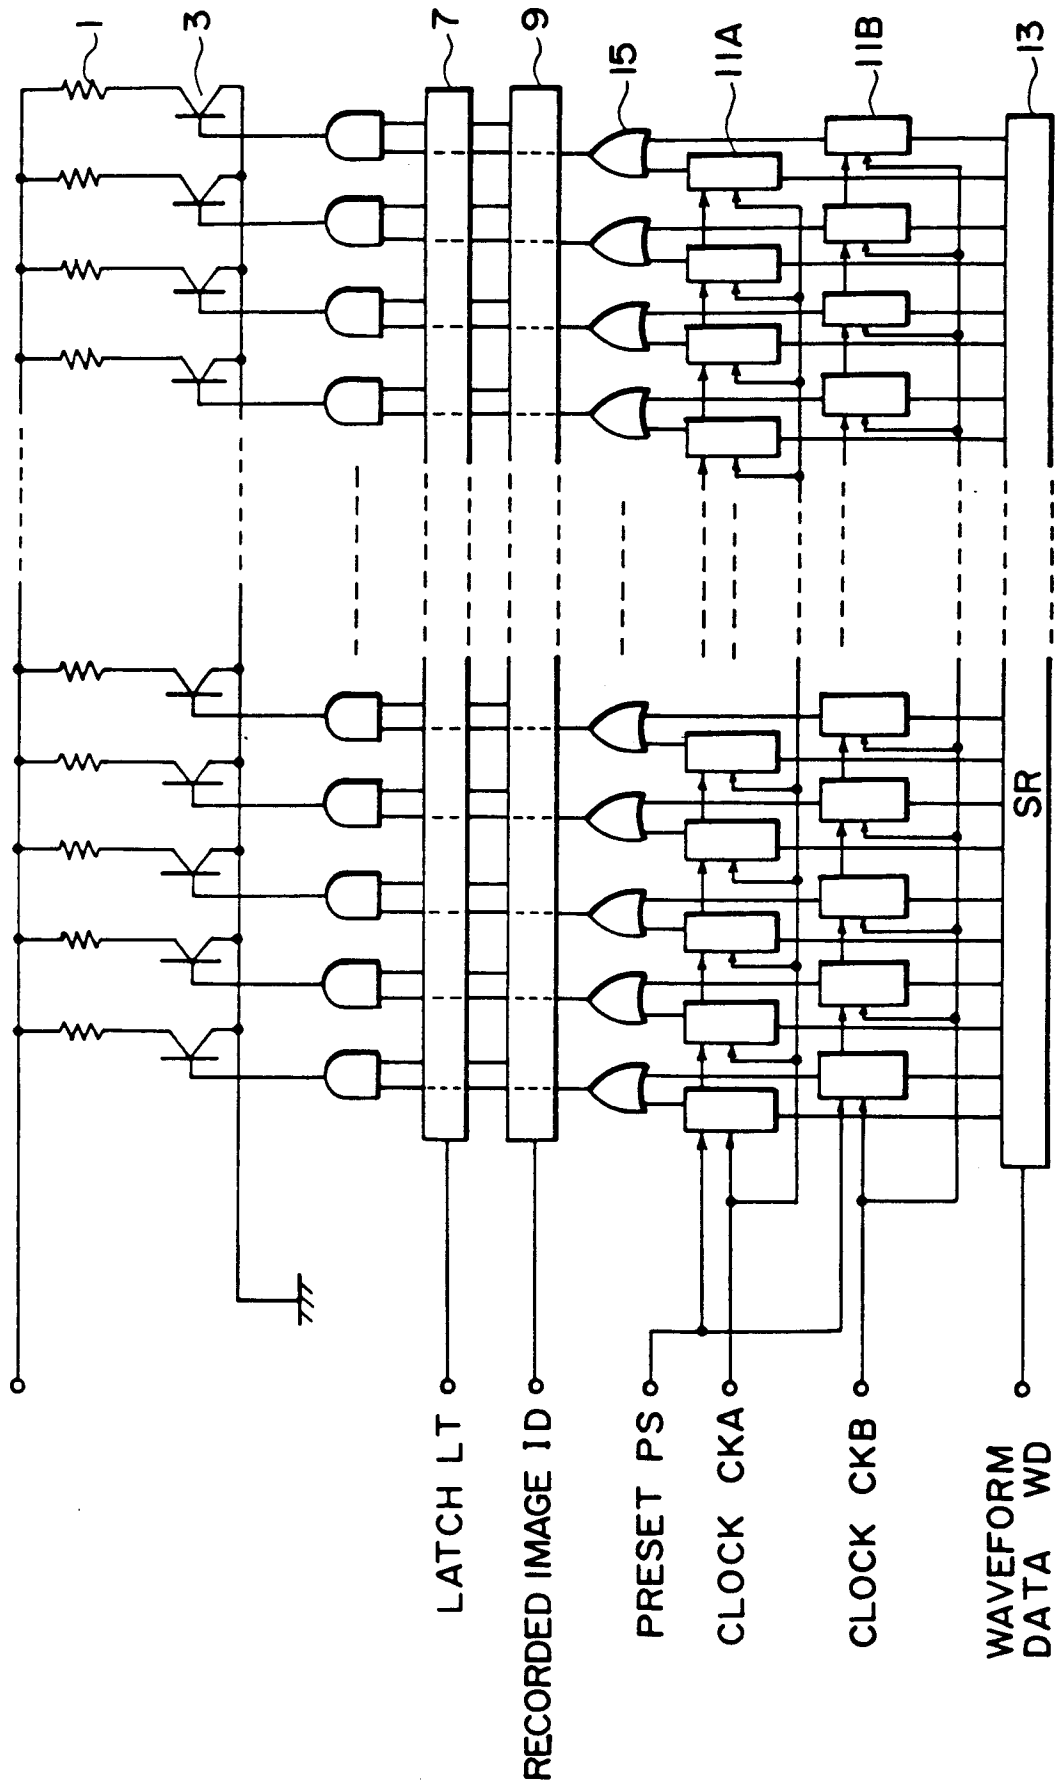 1
3
7
9
15
11A
11B
13
SR
LATCH LT
RECORDED IMAGE ID
PRESET PS
CLOCK CKA
CLOCK CKB
WAVEFORM
DATA WD